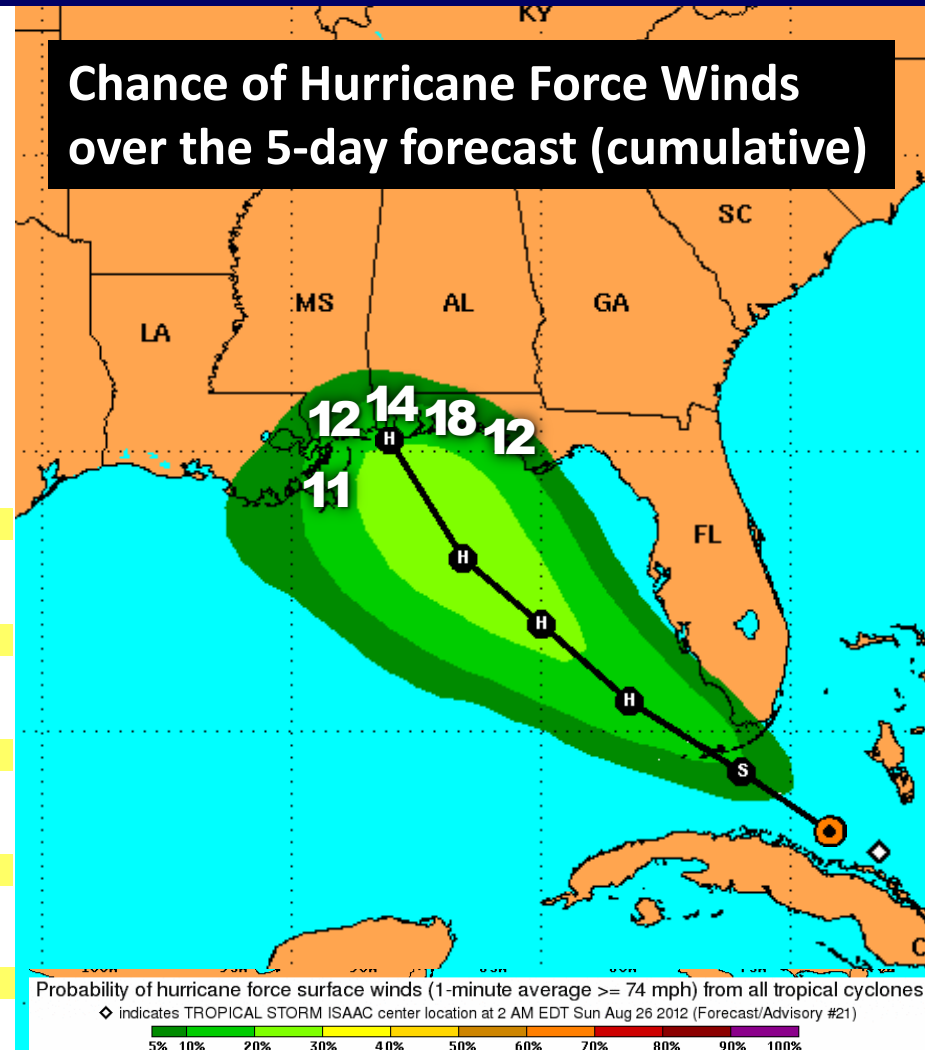 KY
Chance of Hurricane Force Winds
over the 5-day forecast (cumulative)
SC
MS AL GA
LA
12 14 18 12
H
11
FL
H
H
H
S
C
Probability of hurricane force surface winds (1-minute average >= 74 mph) from all tropical cyclones
indicates TROPICAL STORM ISAAC center location at 2 AM EDT Sun Aug 26 2012 (Forecast/Advisory #21)
5% 10% 20% 30% 40% 50% 60% 70% 80% 90% 100%